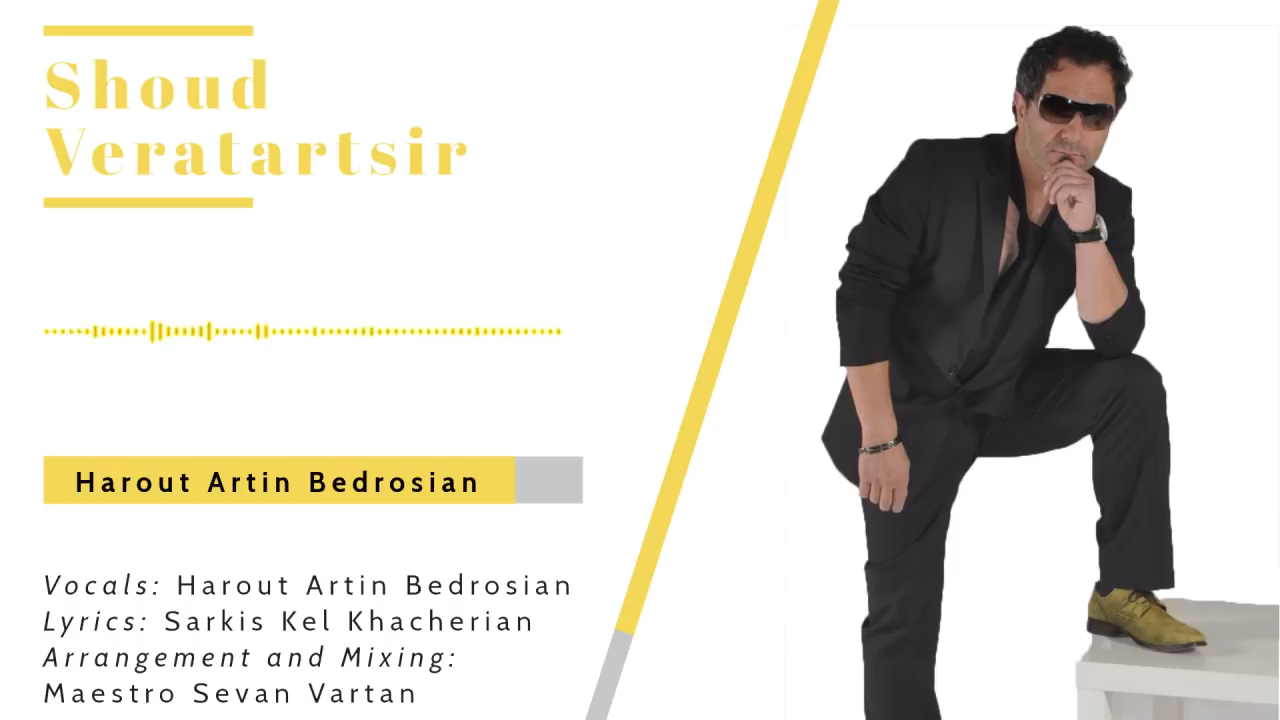 Shoud
Veratartsir
Harout Artin Bedrosian
Vocals: Harout Artin Bedrosian
Lyrics: Sarkis Kel Khacherian
Arrangement and Mixing:
Maestro Sevan Vartan